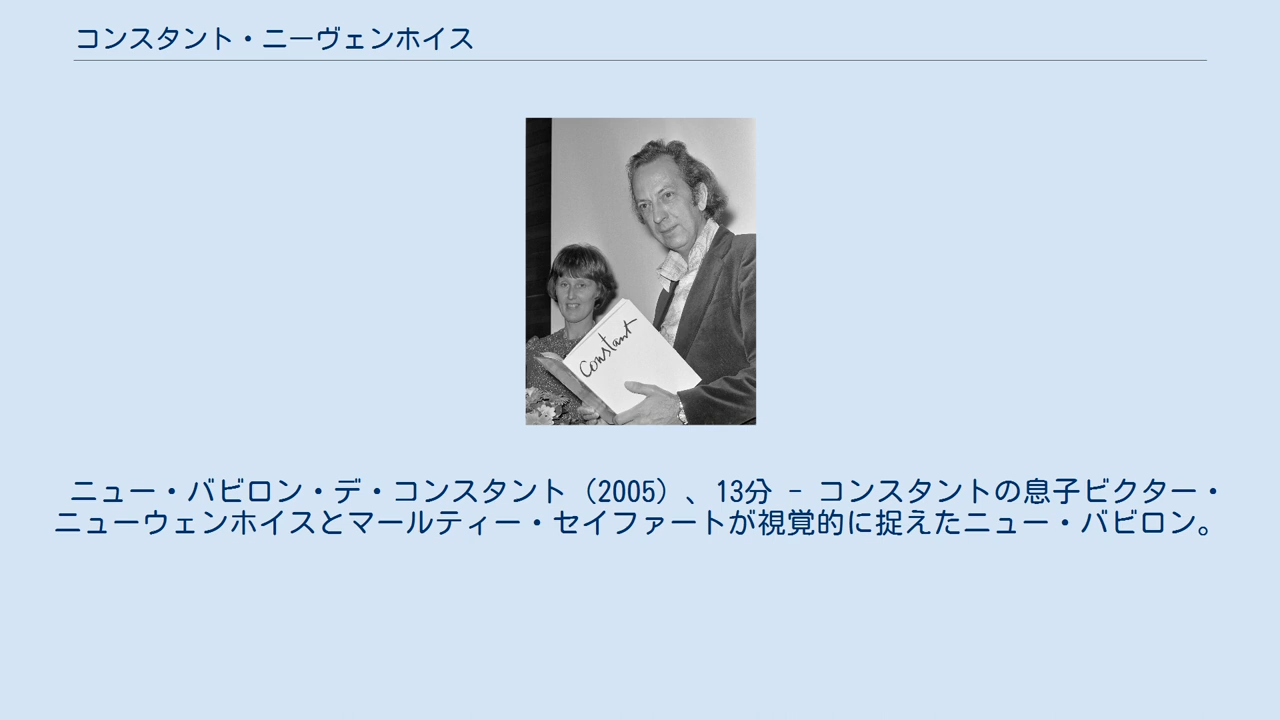 コンスタント・ニーヴェンホイス
Constant
ニュー・バビロン・デ・コンスタント（2005）、13分 - コンスタントの息子ビクター・
ニューウェンホイスとマールティー・セイファートが視覚的に捉えたニュー・バビロン。